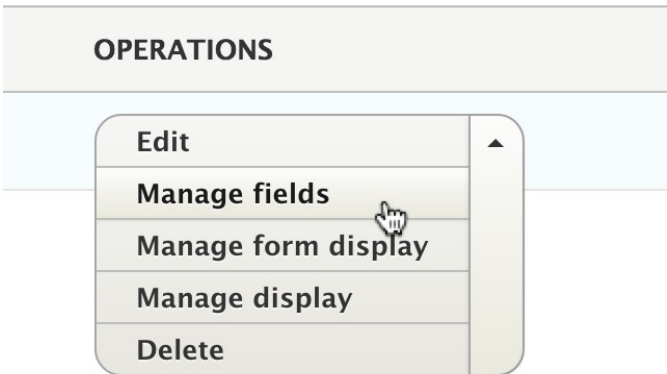 OPERATIONS
Edit
Manage fields
Manage form display
Manage display
Delete